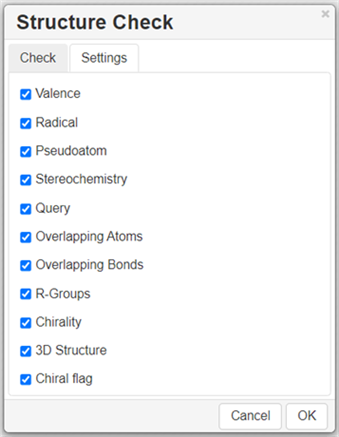 Structure Check
×
Check
Settings
Valence
Radical
Pseudoatom
Stereochemistry
Query
Overlapping Atoms
Overlapping Bonds
R-Groups
Chirality
3D Structure
Chiral flag
Cancel
OK